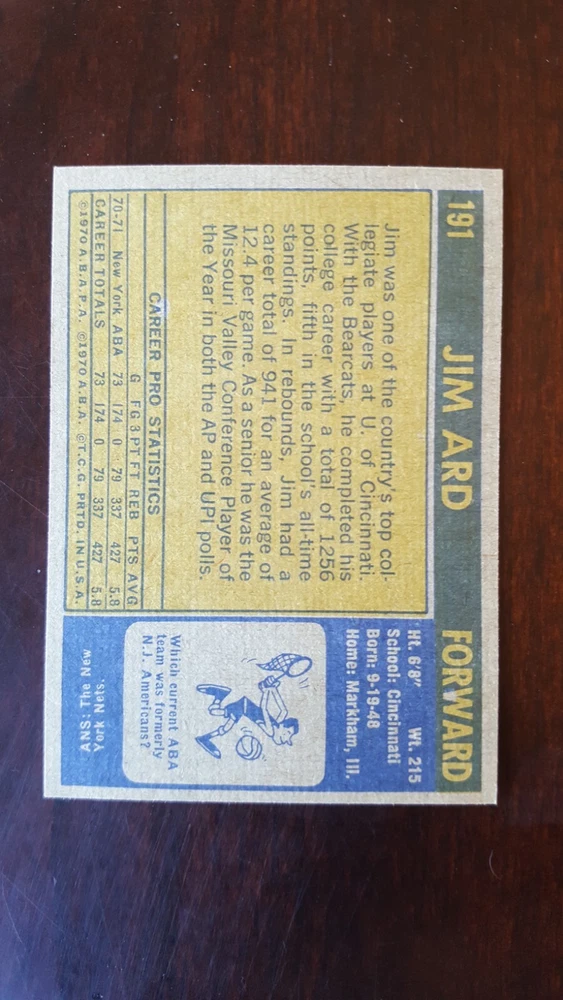 191 JIM ARD FORWARD
Jim was one of the country's top col-
legiate players at U. of Cincinnati.
With the Bearcats, he completed his
college career with a total of 1256
points, fifth in the school's all-time
standings. In rebounds, Jim had a
career total of 941 for an average of
12.4 per game. As a senior he was the
Missouri Valley Conference Player of
the Year in both the AP and UPI polls.
CAREER PRO STATISTICS
G FG 3PT FT REB PTS AVG
70-71 New York ABA 73 174 0 79 337 427 5.8
CAREER TOTALS 73 174 0 79 337 427 5.8
©1970 A.B.A.P.A. ©1970 A.B.A. ©T.C.G. PRTD. IN U.S.A.
Ht. 6'8" Wt. 215
School: Cincinnati
Born: 9-19-48
Home: Markham, Ill.
Which current ABA
team was formerly
N.J. Americans?
ANS: The New
York Nets.